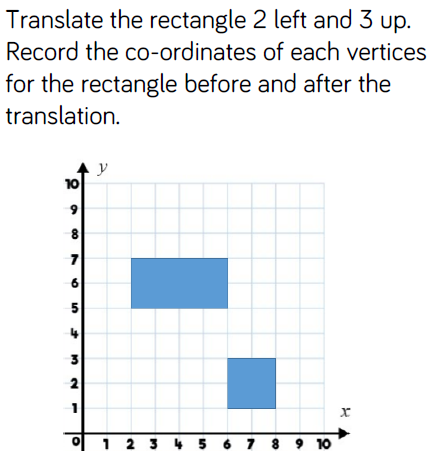 Translate the rectangle 2 left and 3 up.
Record the co-ordinates of each vertices
for the rectangle before and after the
translation.
y
10
9
8
7
6
5
4
3
2
1
x
0 1 2 3 4 5 6 7 8 9 10